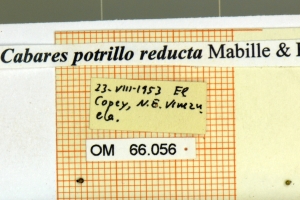 Cabares potrillo reducta Mabille &
23-VIII-1953 El
Copey, N.E. Venezu
ela.
OM 66.056